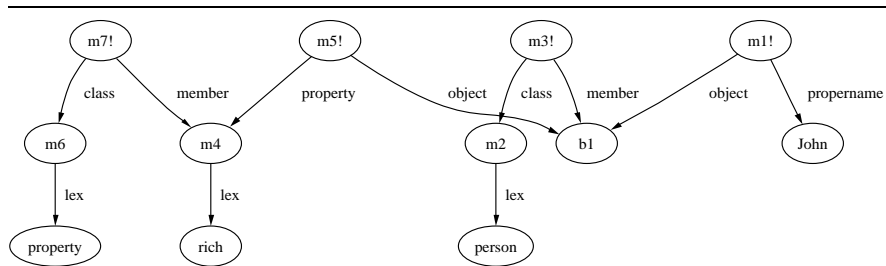 m7! m5! m3! m1!
class member property object class member object propername
m6 m4 m2 b1 John
lex lex lex
property rich person